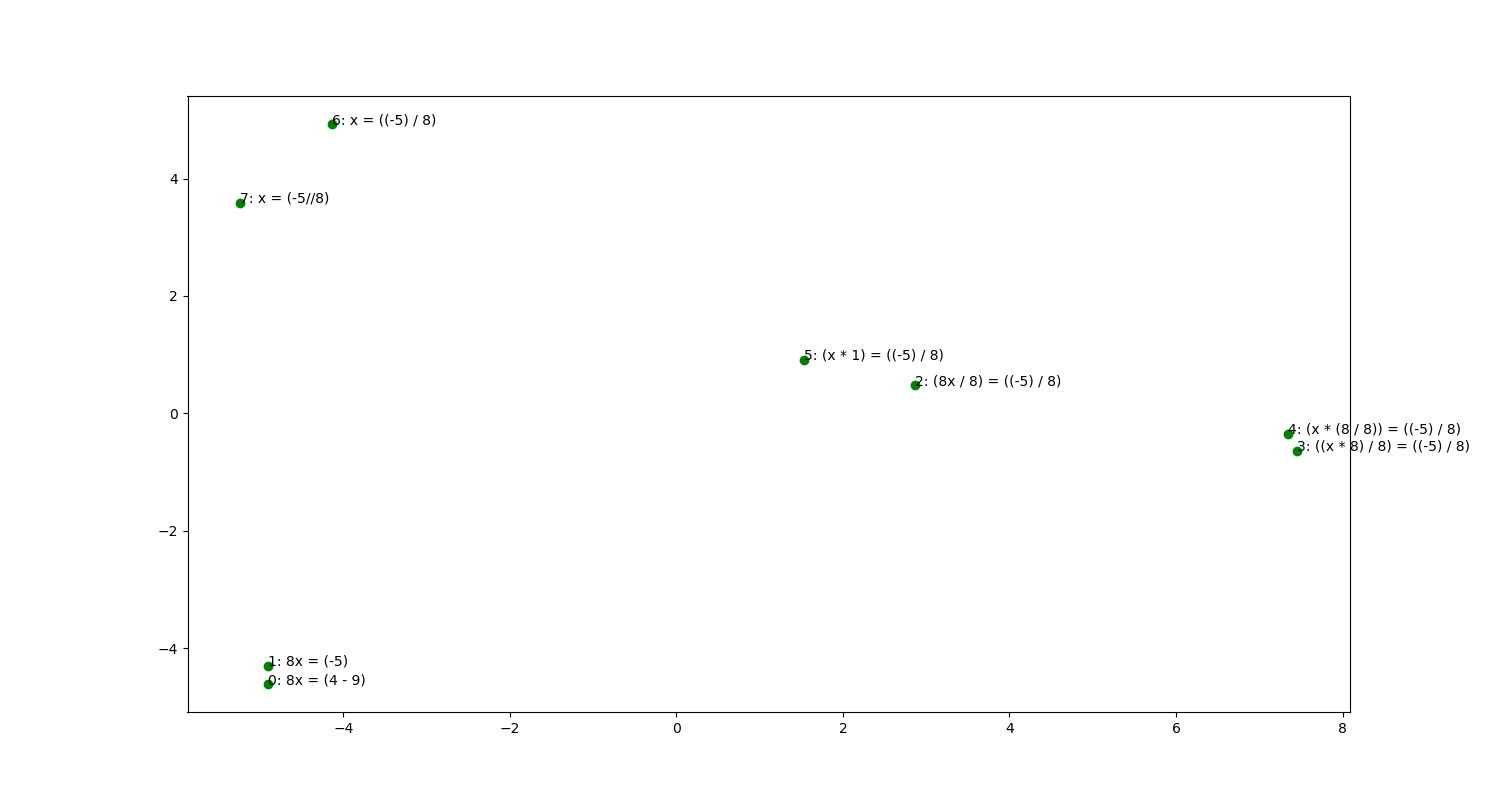 6: x = ((-5) / 8)
4
7: x = (-5//8)
2
5: (x * 1) = ((-5) / 8)
2: (8x / 8) = ((-5) / 8)
0
4: (x * (8 / 8)) = ((-5) / 8)
3: ((x * 8) / 8) = ((-5) / 8)
−2
−4
1: 8x = (-5)
0: 8x = (4 - 9)
−4 −2 0 2 4 6 8